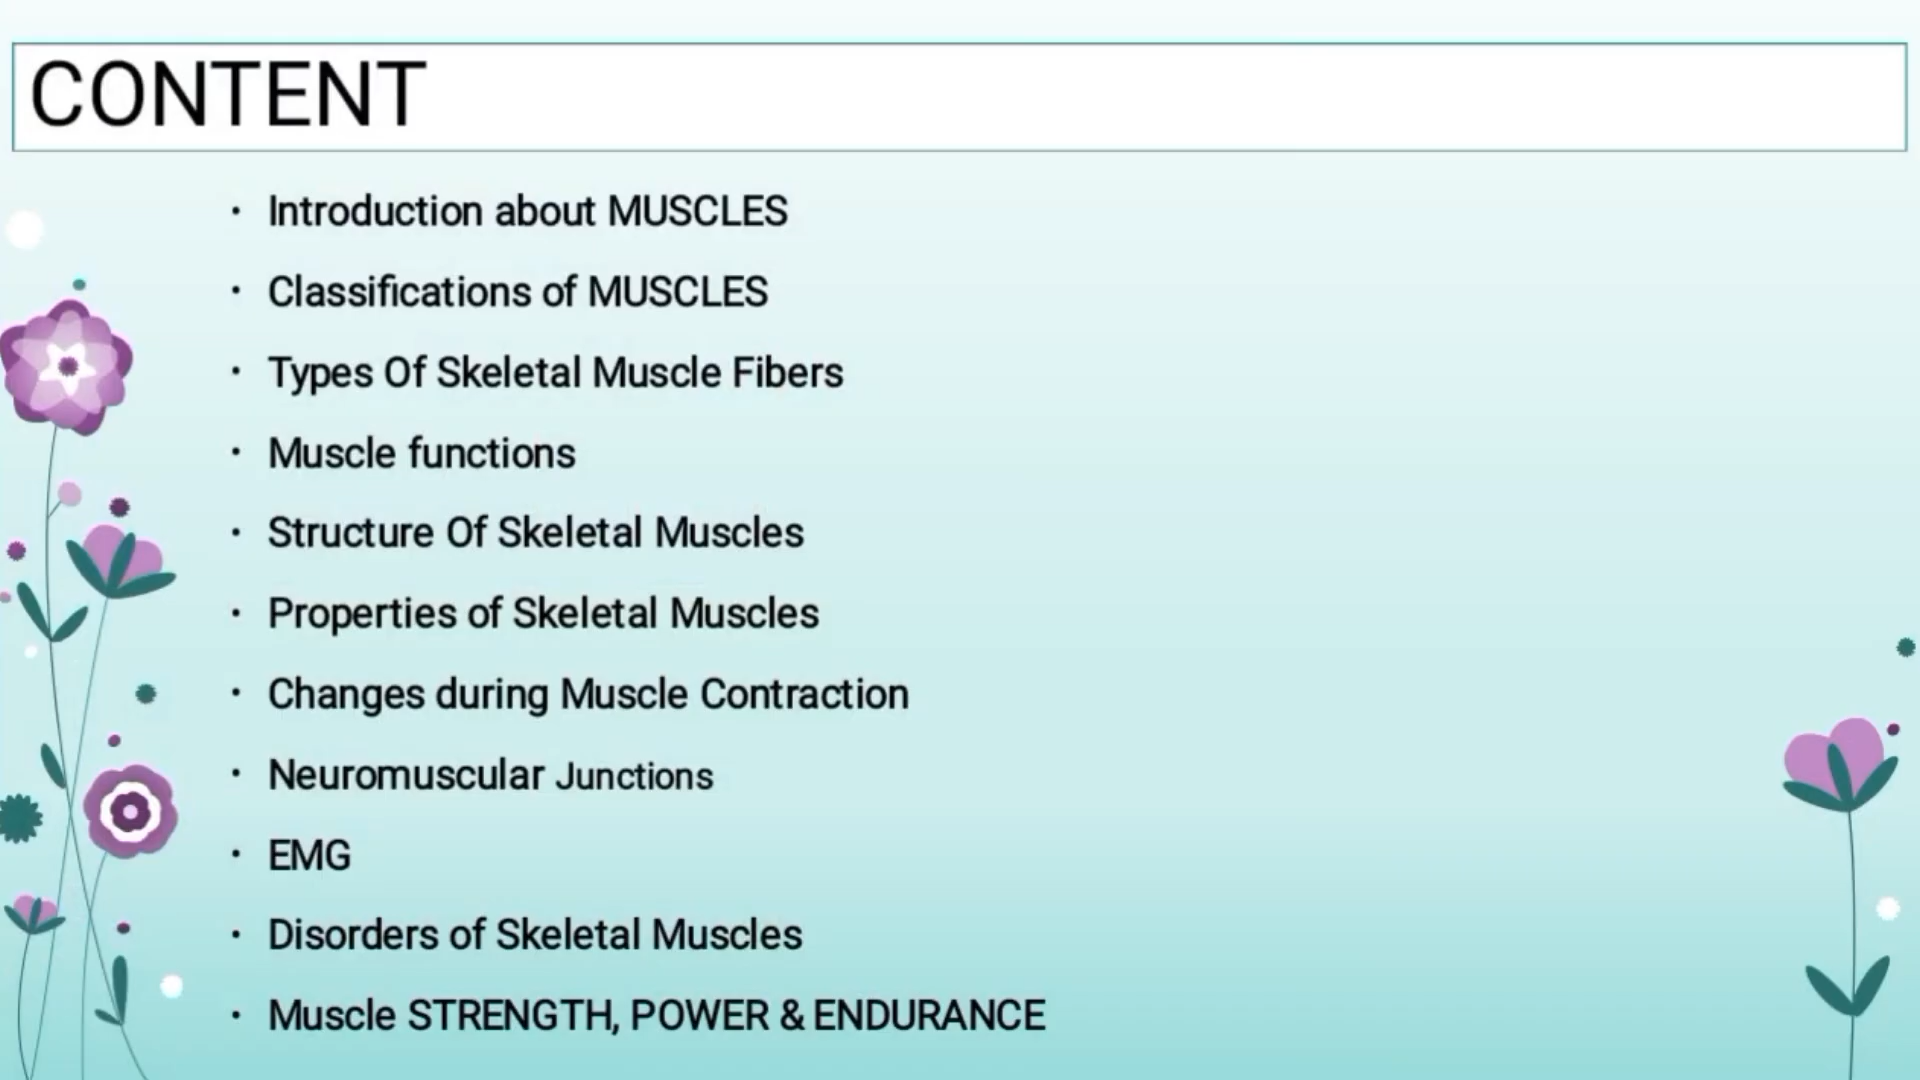 CONTENT
• Introduction about MUSCLES
• Classifications of MUSCLES
• Types Of Skeletal Muscle Fibers
• Muscle functions
• Structure Of Skeletal Muscles
• Properties of Skeletal Muscles
• Changes during Muscle Contraction
• Neuromuscular Junctions
• EMG
• Disorders of Skeletal Muscles
• Muscle STRENGTH, POWER & ENDURANCE